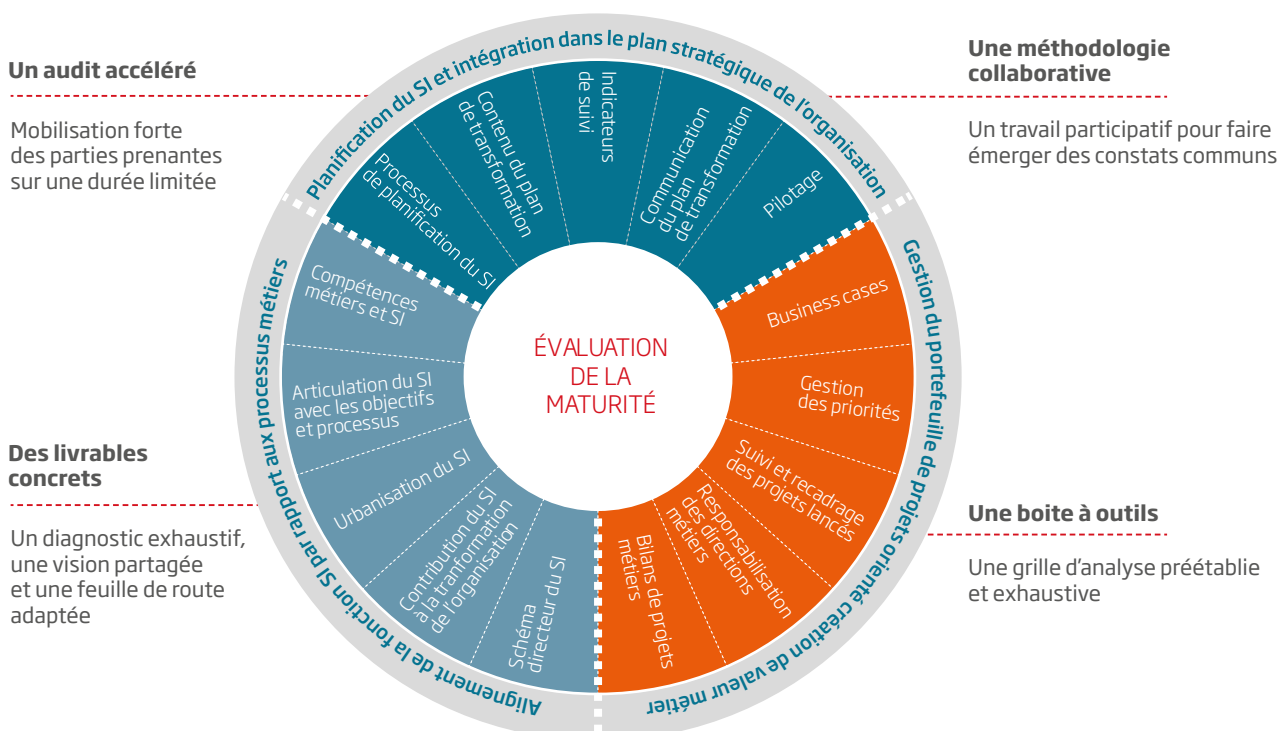 Un audit accéléré
Mobilisation forte
des parties prenantes
sur une durée limitée
Une méthodologie
collaborative
Un travail participatif pour faire
émerger des constats communs
Des livrables
concrets
Un diagnostic exhaustif,
une vision partagée
et une feuille de route
adaptée
Une boite à outils
Une grille d’analyse préétablie
et exhaustive
ÉVALUATION
DE LA
MATURITÉ
Planification du SI et intégration dans le plan stratégique de l’organisation
Processus
de planification du SI
Contenu du plan
de transformation
Indicateurs
de suivi
Communication
du plan
de transformation
Pilotage
Gestion du portefeuille de projets orienté création de valeur métier
Business cases
Gestion
des priorités
Suivi et recadrage
des projets lancés
Responsabilisation
des directions
métiers
Bilans de projets
métiers
Alignement de la fonction SI par rapport aux processus métiers
Schéma
directeur du SI
Contribution du SI
à la tranformation
de l’organisation
Urbanisation du SI
Articulation du SI
avec les objectifs
et processus
Compétences
métiers et SI